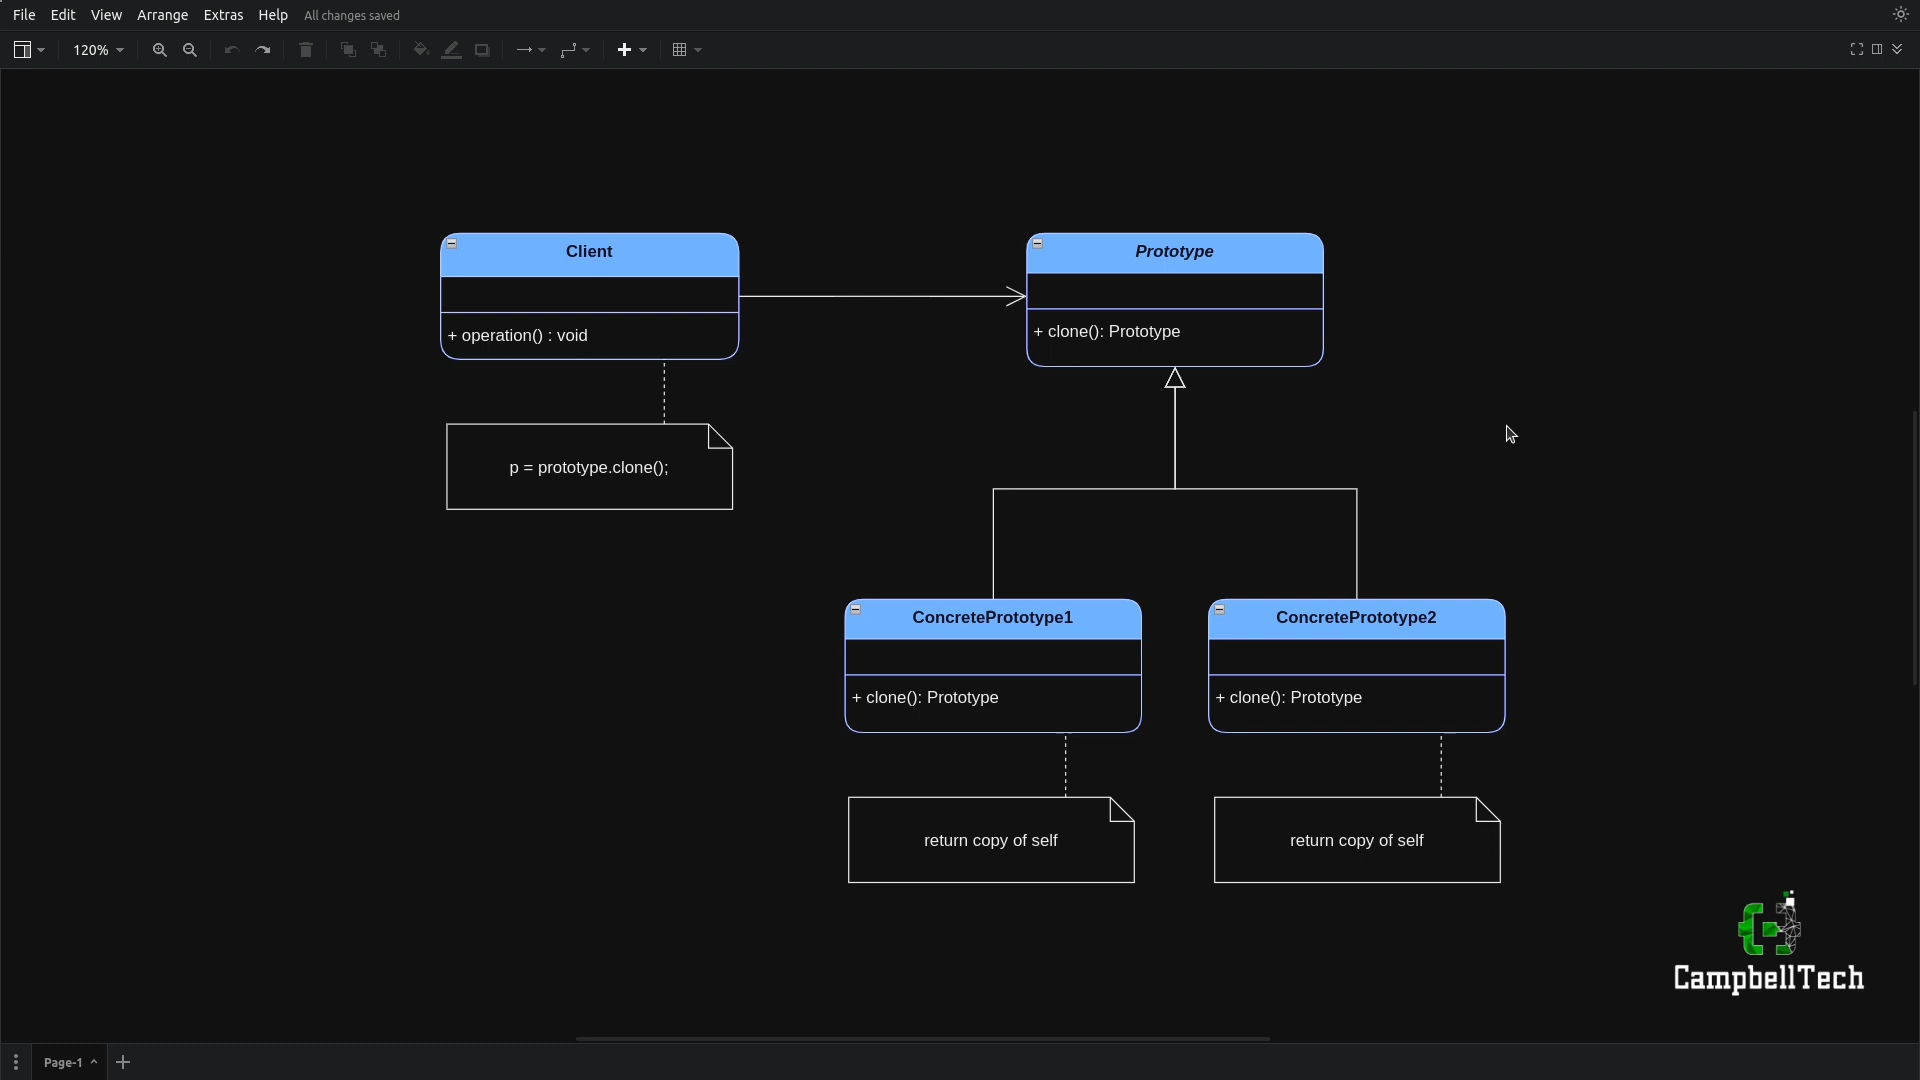 File Edit View Arrange Extras Help All changes saved
120%
Client
+ operation() : void
p = prototype.clone();
Prototype
+ clone(): Prototype
ConcretePrototype1
+ clone(): Prototype
return copy of self
ConcretePrototype2
+ clone(): Prototype
return copy of self
CampbellTech
Page-1